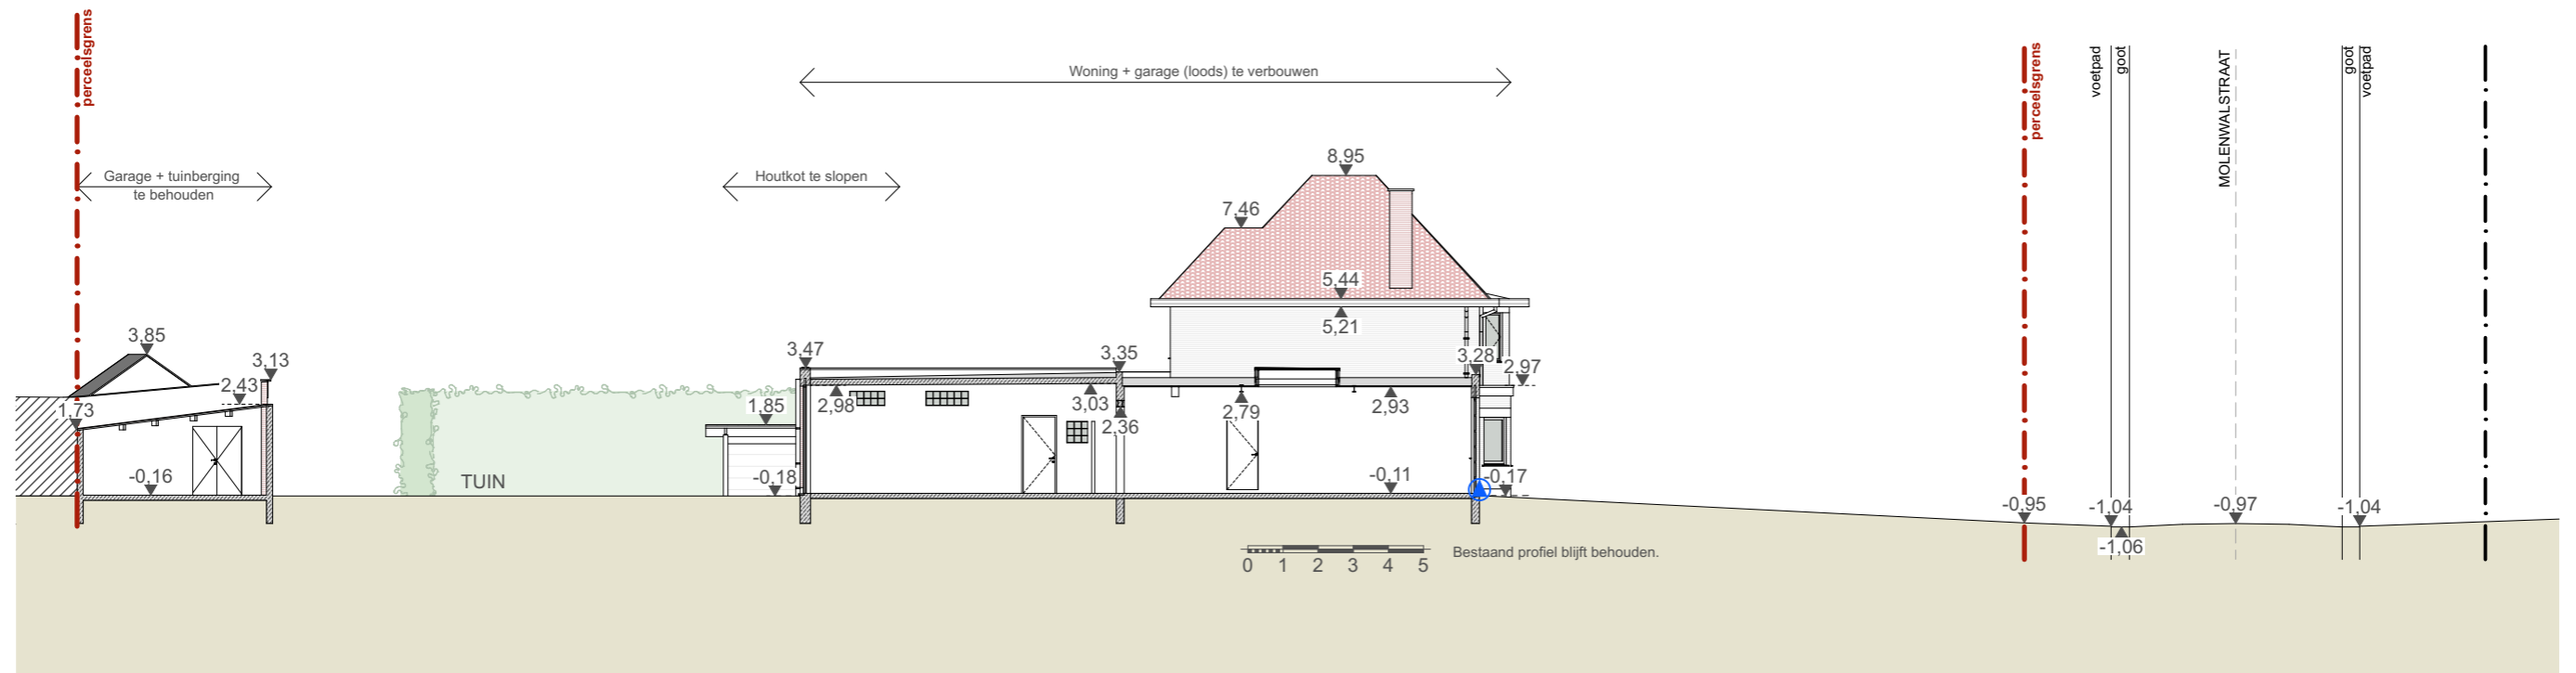 perceelsgrens
Garage + tuinberging
te behouden
3,85
3,13
2,43
1,73
-0,16
TUIN
Houtkot te slopen
1,85
-0,18
Woning + garage (loods) te verbouwen
3,47
2,98
3,03
3,35
2,36
8,95
7,46
5,44
5,21
2,79
2,93
-0,11
3,28
2,97
-0,17
0 1 2 3 4 5
Bestaand profiel blijft behouden.
perceelsgrens
-0,95
voetpad
goot
-1,04
-1,06
MOLENWALSTRAAT
-0,97
goot
voetpad
-1,04